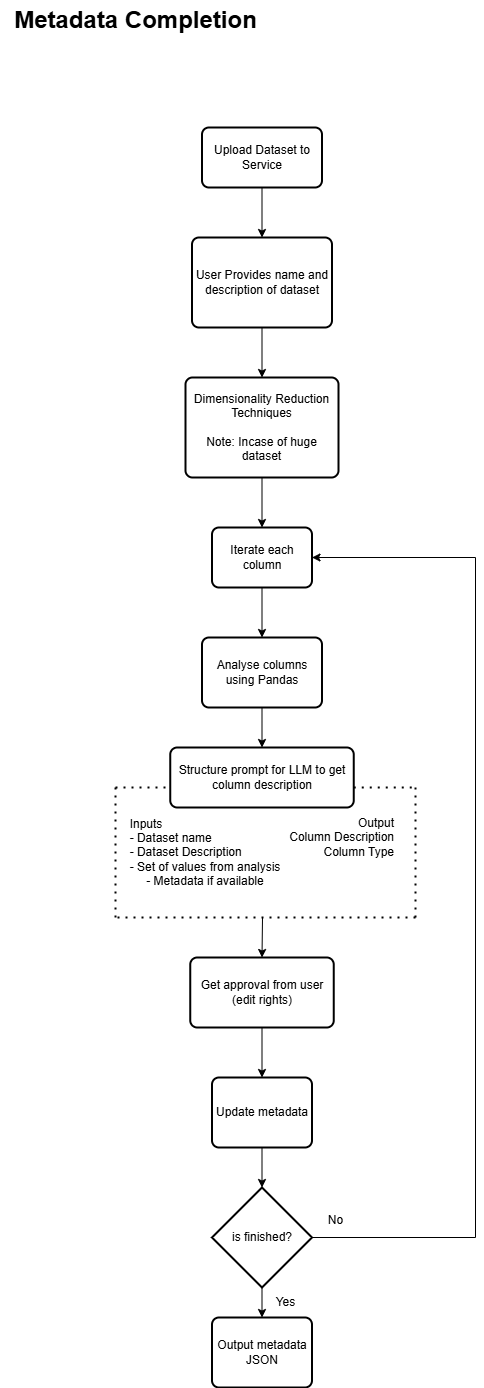 Metadata Completion
Upload Dataset to
Service
User Provides name and
description of dataset
Dimensionality Reduction
Techniques
Note: Incase of huge
dataset
Iterate each
column
Analyse columns
using Pandas
Structure prompt for LLM to get
column description
Inputs
- Dataset name
- Dataset Description
- Set of values from analysis
- Metadata if available
Output
Column Description
Column Type
Get approval from user
(edit rights)
Update metadata
is finished?
No
Yes
Output metadata
JSON